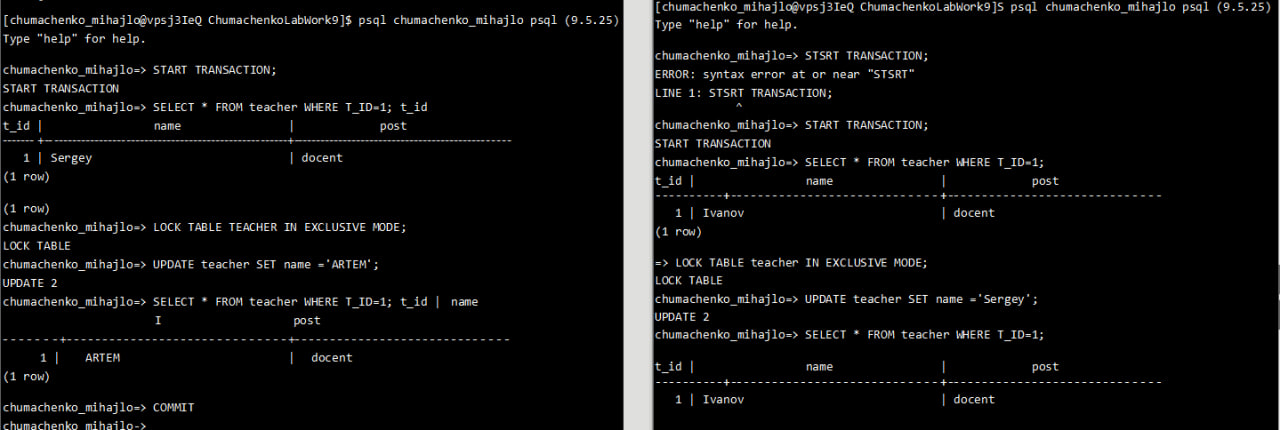 [chumachenko_mihajlo@vpsj3IeQ ChumachenkoLabWork9]$ psql chumachenko_mihajlo psql (9.5.25)
Type "help" for help.
chumachenko_mihajlo=> START TRANSACTION;
START TRANSACTION
chumachenko_mihajlo=> SELECT * FROM teacher WHERE T_ID=1; t_id
t_id | name | post
-------+---------------------------------------+----------------------------------
1 | Sergey | docent
(1 row)
(1 row)
chumachenko_mihajlo=> LOCK TABLE TEACHER IN EXCLUSIVE MODE;
LOCK TABLE
chumachenko_mihajlo=> UPDATE teacher SET name ='ARTEM';
UPDATE 2
chumachenko_mihajlo=> SELECT * FROM teacher WHERE T_ID=1; t_id | name
I post
-------+-----------------------------+----------------------------
1 | ARTEM | docent
(1 row)
chumachenko_mihajlo=> COMMIT
chumachenko_mihajlo->
[chumachenko_mihajlo@vpsj3IeQ ChumachenkoLabWork9]S psql chumachenko_mihajlo psql (9.5.25)
Type "help" for help.
chumachenko_mihajlo=> STSRT TRANSACTION;
ERROR: syntax error at or near "STSRT"
LINE 1: STSRT TRANSACTION;
^
chumachenko_mihajlo=> START TRANSACTION;
START TRANSACTION
chumachenko_mihajlo=> SELECT * FROM teacher WHERE T_ID=1;
t_id | name | post
----------+-----------------------------+----------------------------
1 | Ivanov | docent
(1 row)
=> LOCK TABLE teacher IN EXCLUSIVE MODE;
LOCK TABLE
chumachenko_mihajlo=> UPDATE teacher SET name ='Sergey';
UPDATE 2
chumachenko_mihajlo=> SELECT * FROM teacher WHERE T_ID=1;
t_id | name | post
----------+-----------------------------+----------------------------
1 | Ivanov | docent